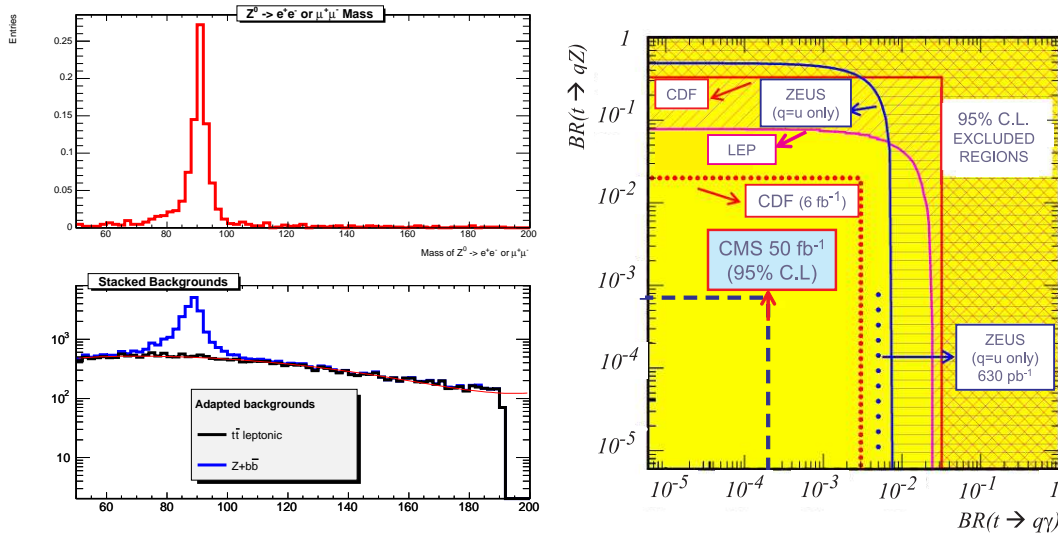 Z⁰ -> e⁺e⁻ or μ⁺μ⁻ Mass
Entries
0.25
0.2
0.15
0.1
0.05
0
60 80 100 120 140 160 180 200
Mass of Z⁰ -> e⁺e⁻ or μ⁺μ⁻
Stacked Backgrounds
10³
10²
10
Adapted backgrounds
tt̄ leptonic
Z+bb̄
60 80 100 120 140 160 180 200
BR(t → qZ)
1
10⁻¹
10⁻²
10⁻³
10⁻⁴
10⁻⁵
CDF
ZEUS
(q=u only)
95% C.L.
EXCLUDED
REGIONS
LEP
CDF (6 fb⁻¹)
CMS 50 fb⁻¹
(95% C.L)
ZEUS
(q=u only)
630 pb⁻¹
10⁻⁵ 10⁻⁴ 10⁻³ 10⁻² 10⁻¹ 1
BR(t → qγ)